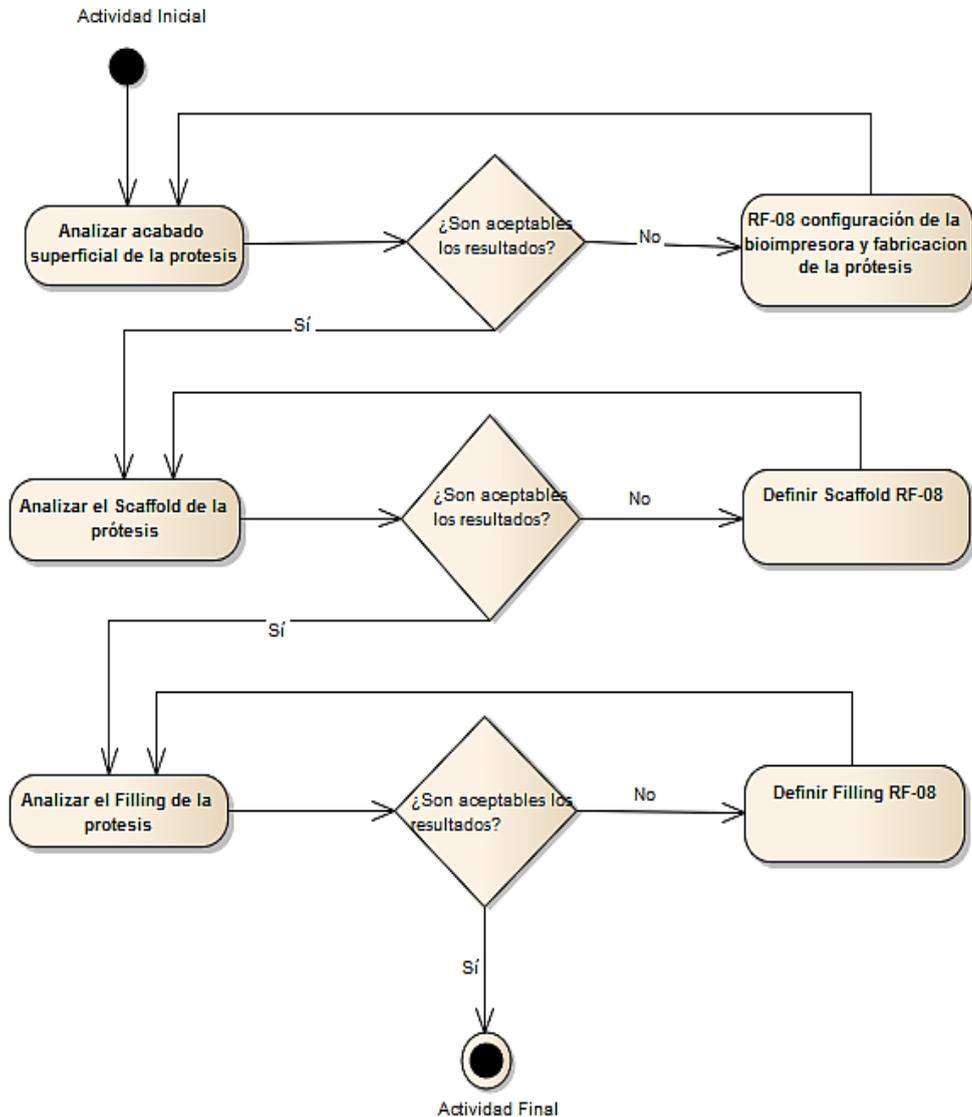 Actividad Inicial
Analizar acabado
superficial de la protesis
¿Son aceptables
los resultados?
No
RF-08 configuración de la
bioimpresora y fabricacion
de la prótesis
Sí
Analizar el Scaffold de la
prótesis
¿Son aceptables
los resultados?
No
Definir Scaffold RF-08
Sí
Analizar el Filling de la
protesis
¿Son aceptables los
resultados?
No
Definir Filling RF-08
Sí
Actividad Final